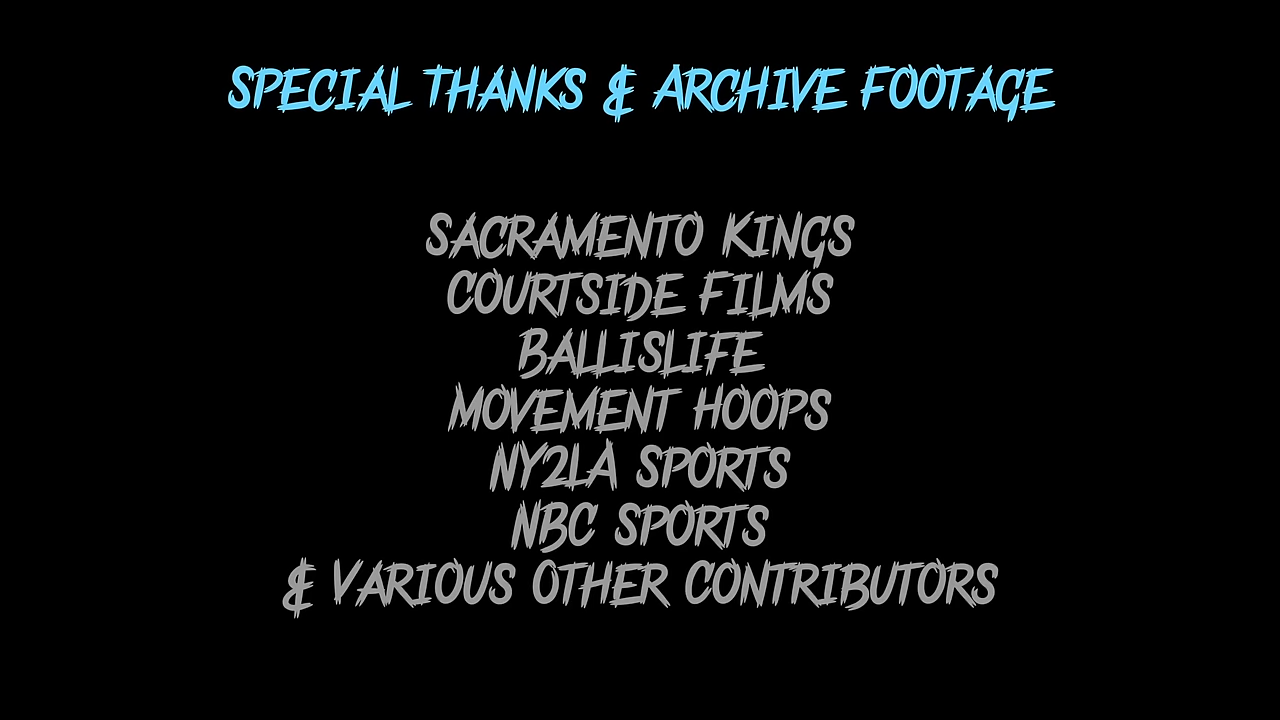 SPECIAL THANKS & ARCHIVE FOOTAGE
SACRAMENTO KINGS
COURTSIDE FILMS
BALLISLIFE
MOVEMENT HOOPS
NY2LA SPORTS
NBC SPORTS
& VARIOUS OTHER CONTRIBUTORS